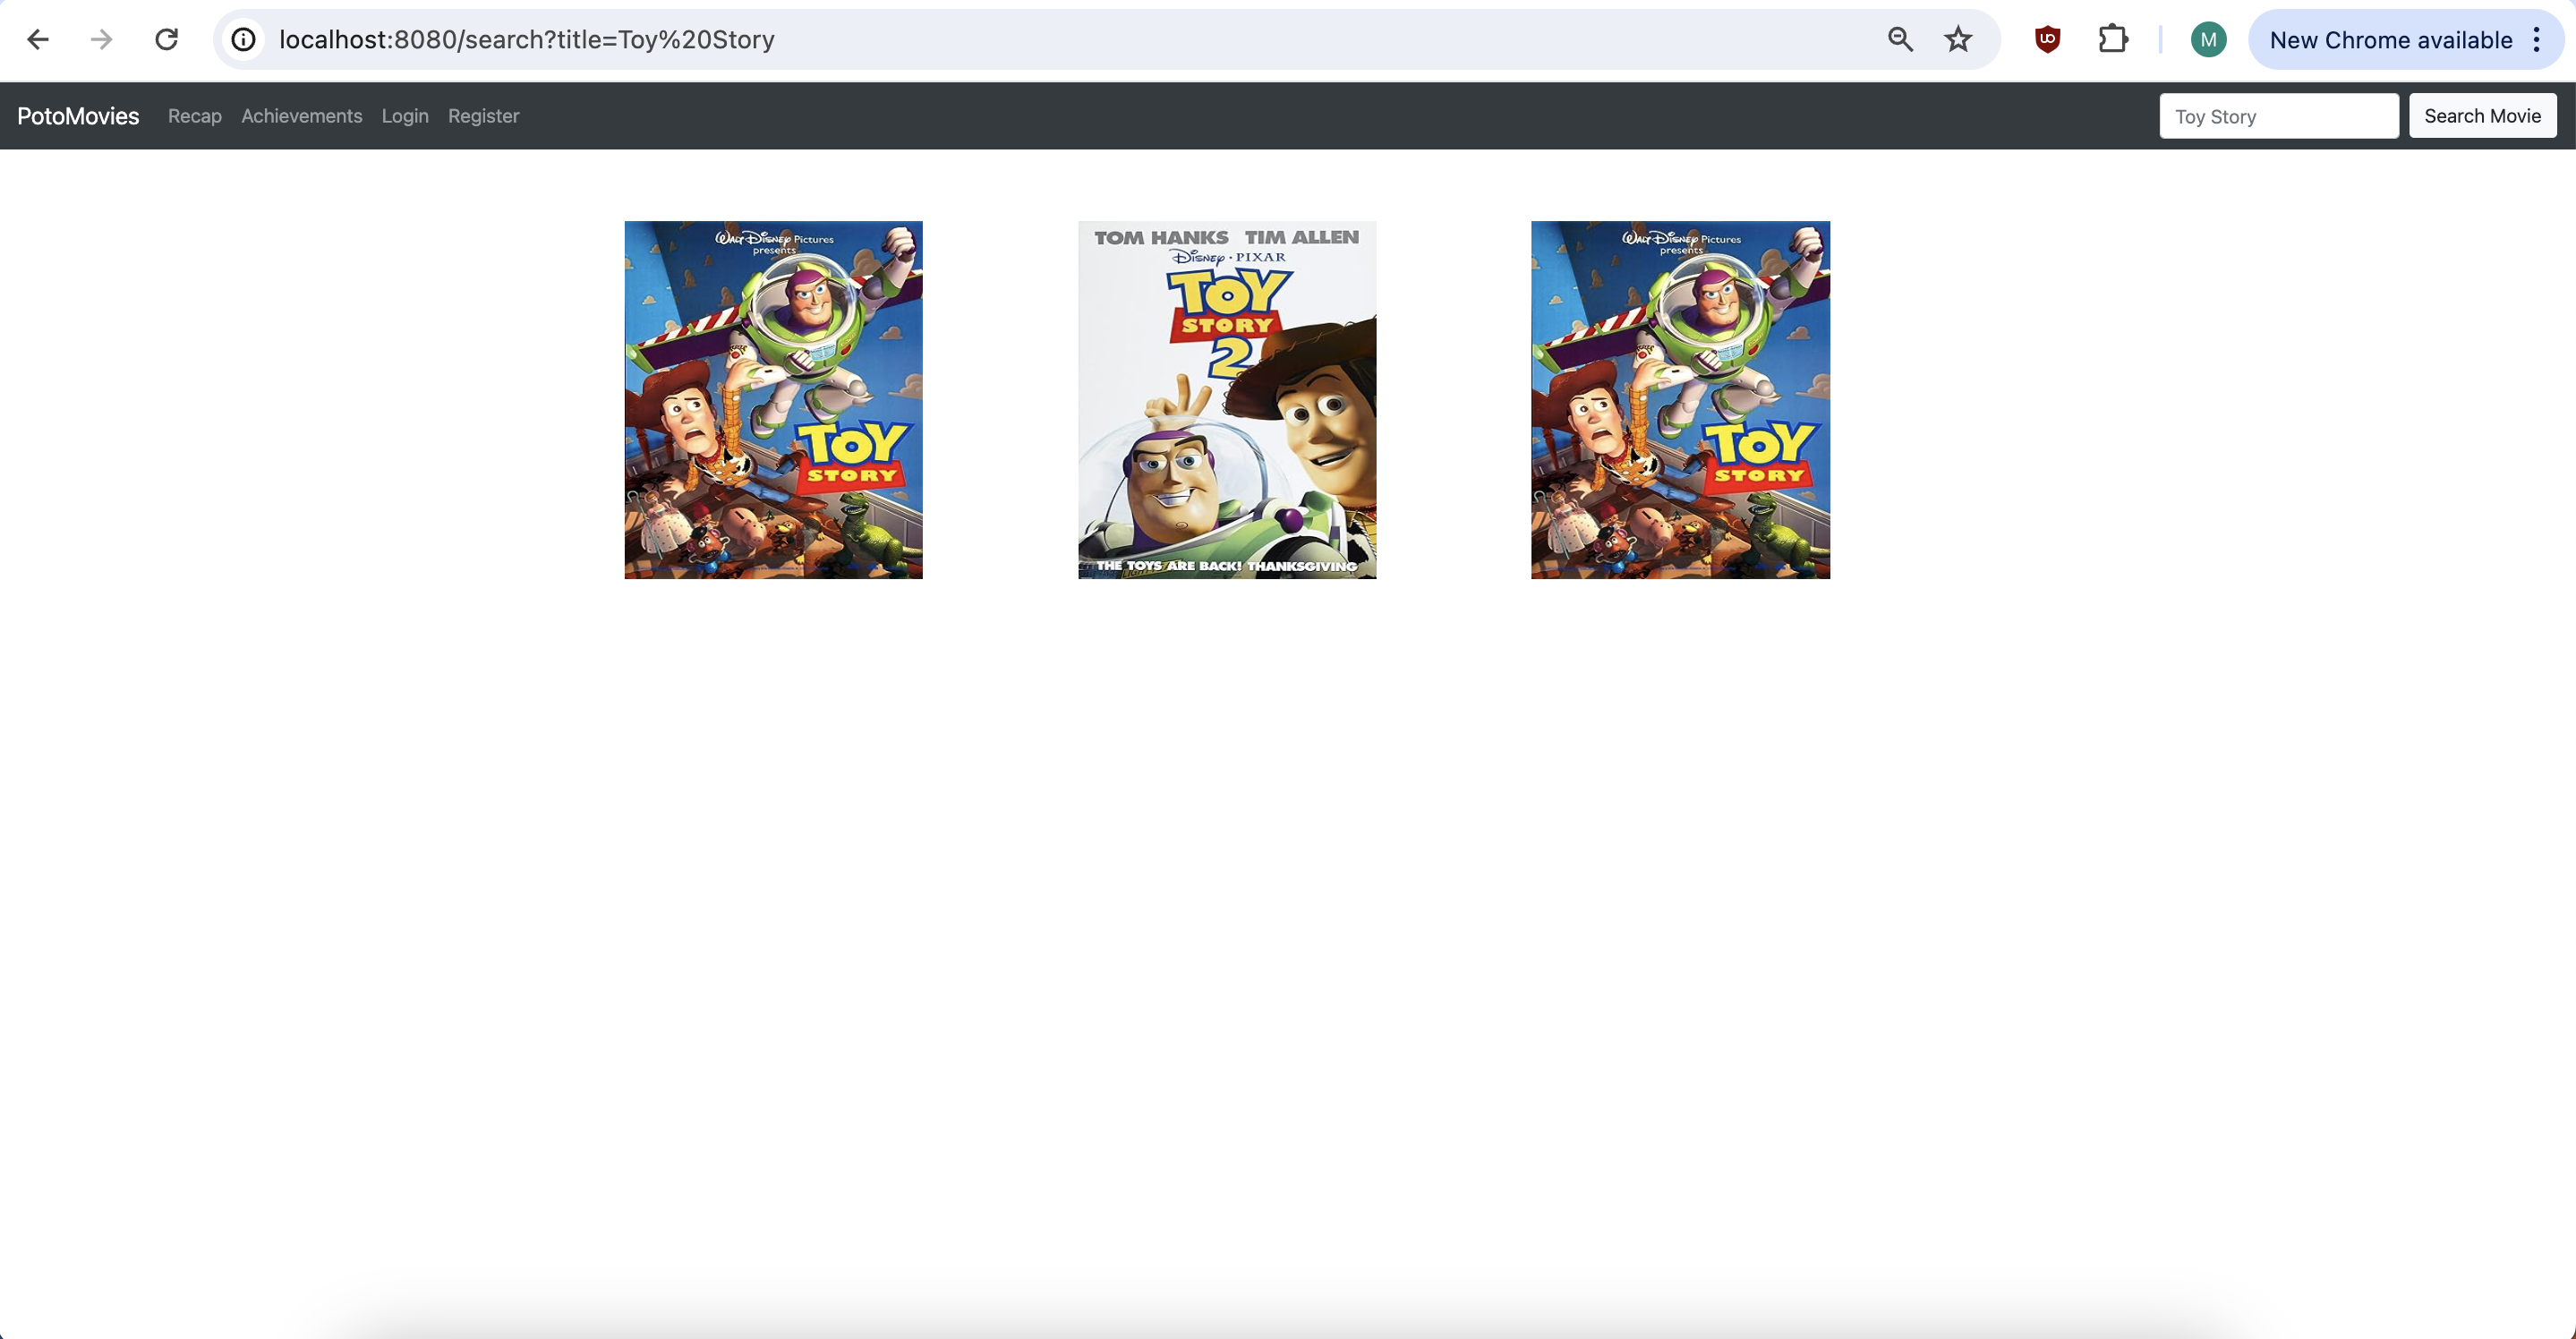 localhost:8080/search?title=Toy%20Story
M
New Chrome available
PotoMovies Recap Achievements Login Register
Toy Story
Search Movie
WALT DISNEY Pictures
presents
TOY
STORY
TOM HANKS TIM ALLEN
DISNEY · PIXAR
TOY
STORY
2
THE TOYS ARE BACK! THANKSGIVING
WALT DISNEY Pictures
presents
TOY
STORY